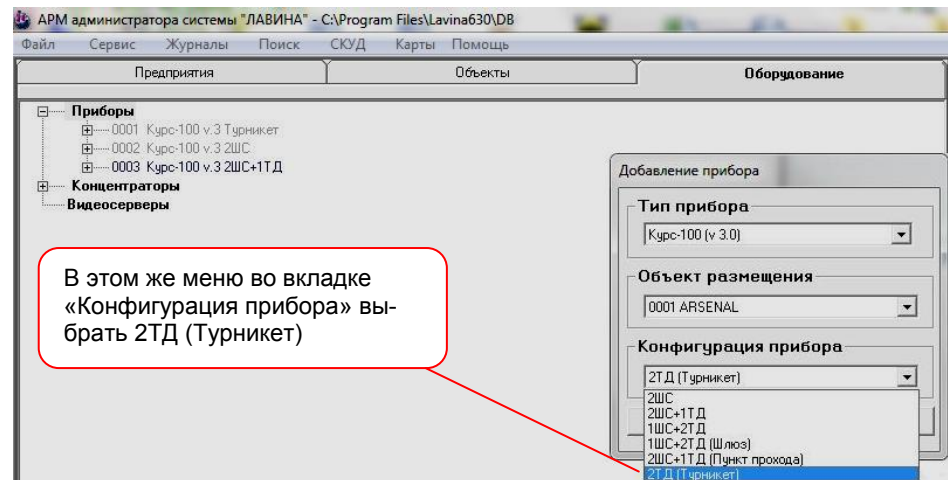 АРМ администратора системы "ЛАВИНА" - C:\Program Files\Lavina630\DB
Файл Сервис Журналы Поиск СКУД Карты Помощь
Предприятия Объекты Оборудование
Приборы
0001 Курс-100 v.3 Турникет
0002 Курс-100 v.3 2ШС
0003 Курс-100 v.3 2ШС+1ТД
Концентраторы
Видеосерверы
В этом же меню во вкладке
«Конфигурация прибора» вы-
брать 2ТД (Турникет)
Добавление прибора
Тип прибора
Курс-100 (v 3.0)
Объект размещения
0001 ARSENAL
Конфигурация прибора
2ТД (Турникет)
2ШС
2ШС+1ТД
1ШС+2ТД
1ШС+2ТД (Шлюз)
2ШС+1ТД (Пункт прохода)
2ТД (Турникет)